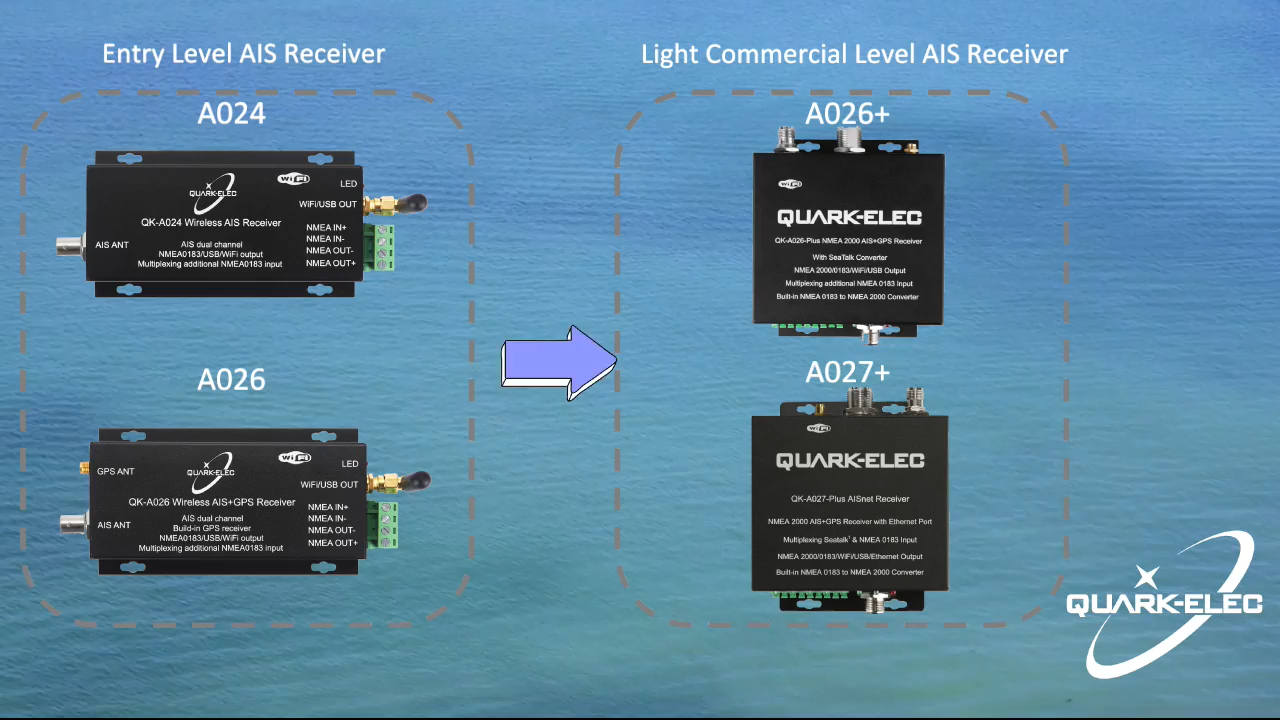 Entry Level AIS Receiver
A024
WiFi
QUARK-ELEC
LED
WiFi/USB OUT
QK-A024 Wireless AIS Receiver
NMEA IN+
NMEA IN-
NMEA OUT-
NMEA OUT+
AIS ANT
AIS dual channel
NMEA0183/USB/WiFi output
Multiplexing additional NMEA0183 input
A026
WiFi
QUARK-ELEC
LED
GPS ANT
WiFi/USB OUT
QK-A026 Wireless AIS+GPS Receiver
NMEA IN+
NMEA IN-
NMEA OUT-
NMEA OUT+
AIS ANT
AIS dual channel
Build-in GPS receiver
NMEA0183/USB/WiFi output
Multiplexing additional NMEA0183 input
Light Commercial Level AIS Receiver
A026+
WiFi
QUARK-ELEC
QK-A026-Plus NMEA 2000 AIS+GPS Receiver
With SeaTalk Converter
NMEA 2000/0183/WiFi/USB Output
Multiplexing additional NMEA 0183 Input
Built-in NMEA 0183 to NMEA 2000 Converter
A027+
WiFi
QUARK-ELEC
QK-A027-Plus AISnet Receiver
NMEA 2000 AIS+GPS Receiver with Ethernet Port
Multiplexing Seatalk¹ & NMEA 0183 Input
NMEA 2000/0183/WiFi/USB/Ethernet Output
Built-in NMEA 0183 to NMEA 2000 Converter
QUARK-ELEC